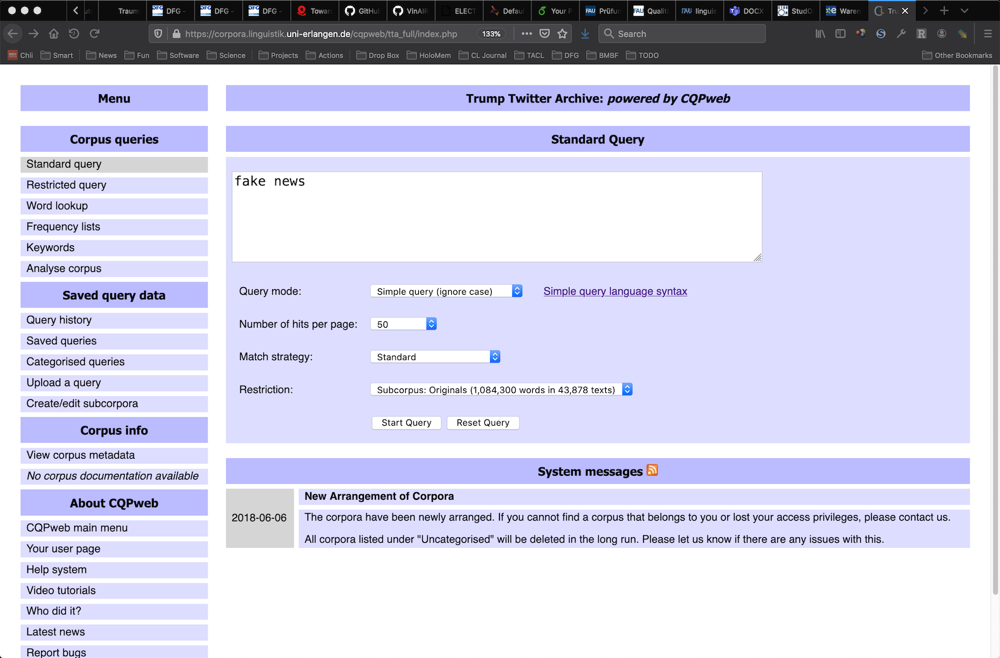 Traum
DFG -
DFG -
DFG -
Towar
GitHu
VinAIR
ELECT
Defau
Your P
FAU Prüfun
FAU Qualit
FAU linguis
DOCX
StudO
Waren
Tru
https://corpora.linguistik.uni-erlangen.de/cqpweb/tta_full/index.php
133%
Search
Chili
Smart
News
Fun
Software
Science
Projects
Actions
Drop Box
HoloMem
CL Journal
TACL
DFG
BMBF
TODO
Other Bookmarks
Menu
Corpus queries
Standard query
Restricted query
Word lookup
Frequency lists
Keywords
Analyse corpus
Saved query data
Query history
Saved queries
Categorised queries
Upload a query
Create/edit subcorpora
Corpus info
View corpus metadata
No corpus documentation available
About CQPweb
CQPweb main menu
Your user page
Help system
Video tutorials
Who did it?
Latest news
Report bugs
Trump Twitter Archive: powered by CQPweb
Standard Query
fake news
Query mode:
Simple query (ignore case)
Simple query language syntax
Number of hits per page:
50
Match strategy:
Standard
Restriction:
Subcorpus: Originals (1,084,300 words in 43,878 texts)
Start Query
Reset Query
System messages
2018-06-06
New Arrangement of Corpora
The corpora have been newly arranged. If you cannot find a corpus that belongs to you or lost your access privileges, please contact us.
All corpora listed under "Uncategorised" will be deleted in the long run. Please let us know if there are any issues with this.